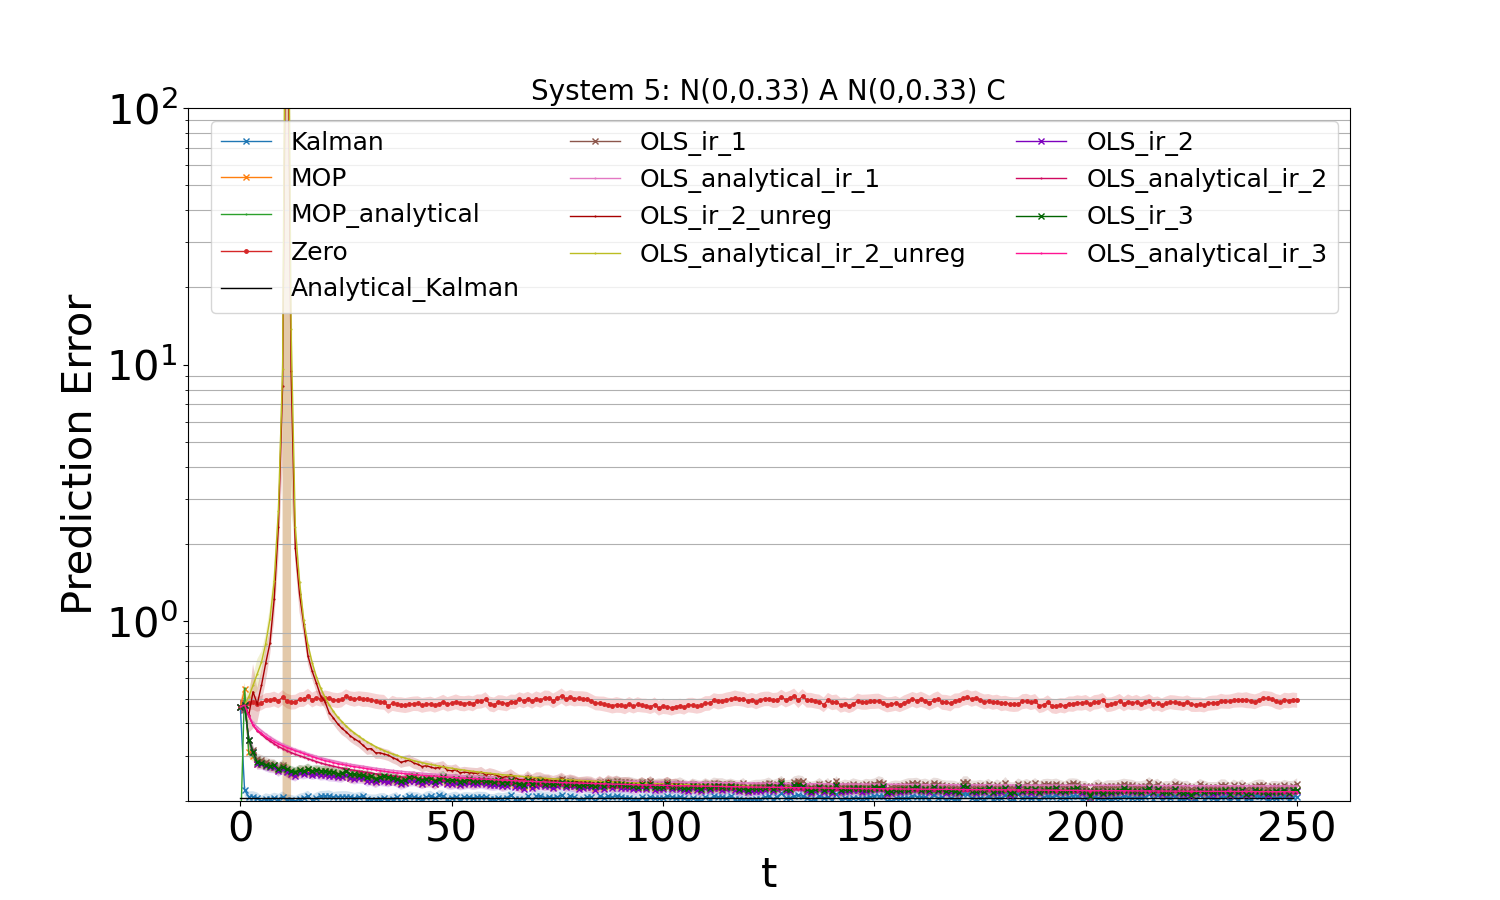 System 5: N(0,0.33) A N(0,0.33) C
10²
10¹
10⁰
Prediction Error
Kalman
MOP
MOP_analytical
Zero
Analytical_Kalman
OLS_ir_1
OLS_analytical_ir_1
OLS_ir_2_unreg
OLS_analytical_ir_2_unreg
OLS_ir_2
OLS_analytical_ir_2
OLS_ir_3
OLS_analytical_ir_3
0 50 100 150 200 250
t